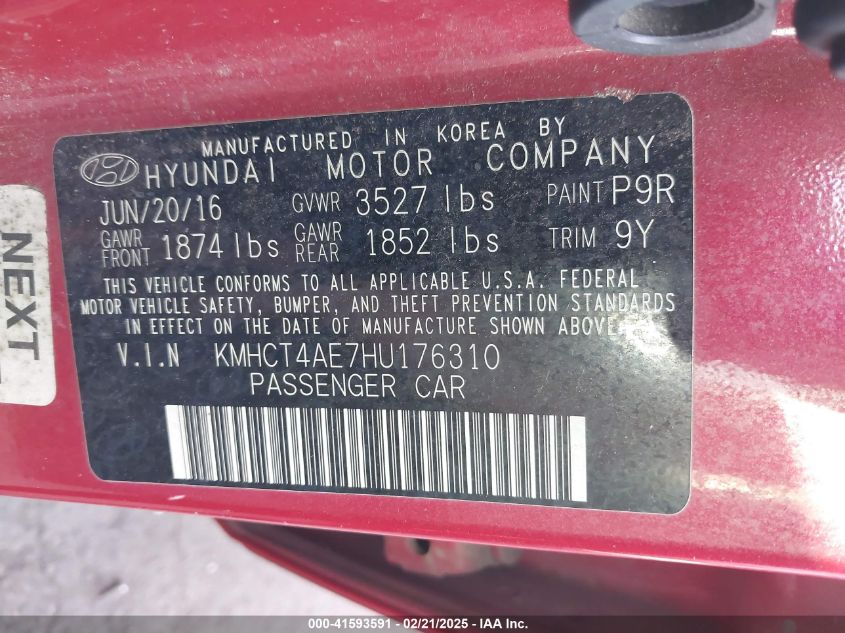 MANUFACTURED IN KOREA BY
HYUNDAI MOTOR COMPANY
JUN/20/16 GVWR 3527 lbs PAINT P9R
GAWR FRONT 1874 lbs GAWR REAR 1852 lbs TRIM 9Y
THIS VEHICLE CONFORMS TO ALL APPLICABLE U.S.A. FEDERAL
MOTOR VEHICLE SAFETY, BUMPER, AND THEFT PREVENTION STANDARDS
IN EFFECT ON THE DATE OF MANUFACTURE SHOWN ABOVE.
V.I.N KMHCT4AE7HU176310
PASSENGER CAR
NEXT
000-41593591 - 02/21/2025 - IAA Inc.